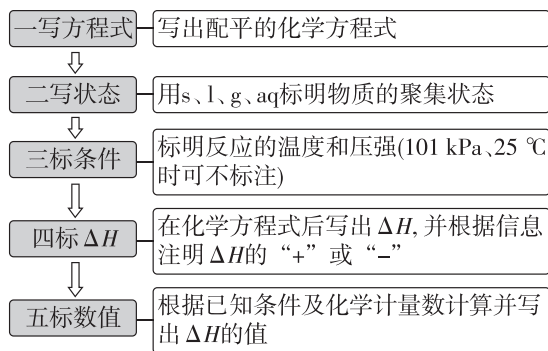 一写方程式
写出配平的化学方程式
二写状态
用s、l、g、aq标明物质的聚集状态
三标条件
标明反应的温度和压强(101 kPa、25 ℃
时可不标注)
四标ΔH
在化学方程式后写出ΔH,并根据信息
注明ΔH的“+”或“−”
五标数值
根据已知条件及化学计量数计算并写
出ΔH的值